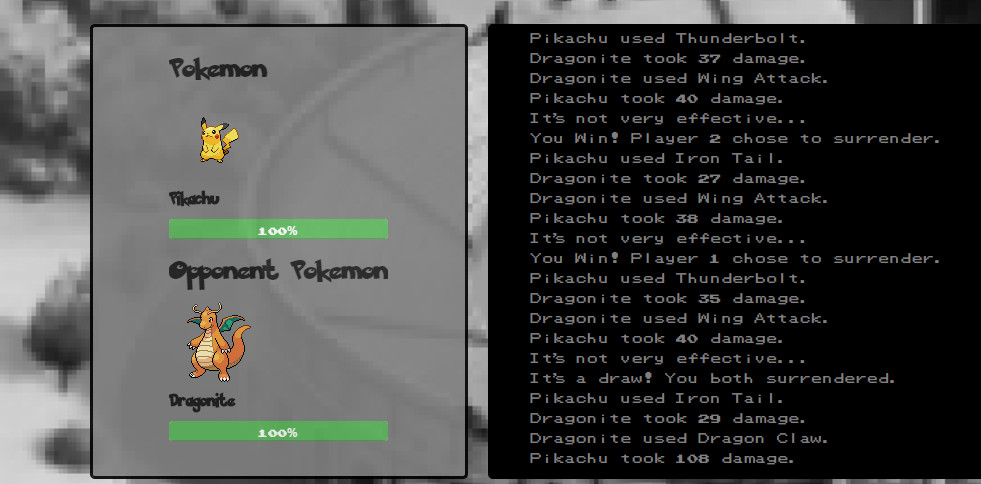 Pokemon
Pikachu
100%
Opponent Pokemon
Dragonite
100%
Pikachu used Thunderbolt.
Dragonite took 37 damage.
Dragonite used Wing Attack.
Pikachu took 40 damage.
It's not very effective...
You Win! Player 2 chose to surrender.
Pikachu used Iron Tail.
Dragonite took 27 damage.
Dragonite used Wing Attack.
Pikachu took 38 damage.
It's not very effective...
You Win! Player 1 chose to surrender.
Pikachu used Thunderbolt.
Dragonite took 35 damage.
Dragonite used Wing Attack.
Pikachu took 40 damage.
It's not very effective...
It's a draw! You both surrendered.
Pikachu used Iron Tail.
Dragonite took 29 damage.
Dragonite used Dragon Claw.
Pikachu took 108 damage.